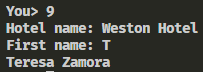 You> 9
Hotel name: Weston Hotel
First name: T
Teresa Zamora